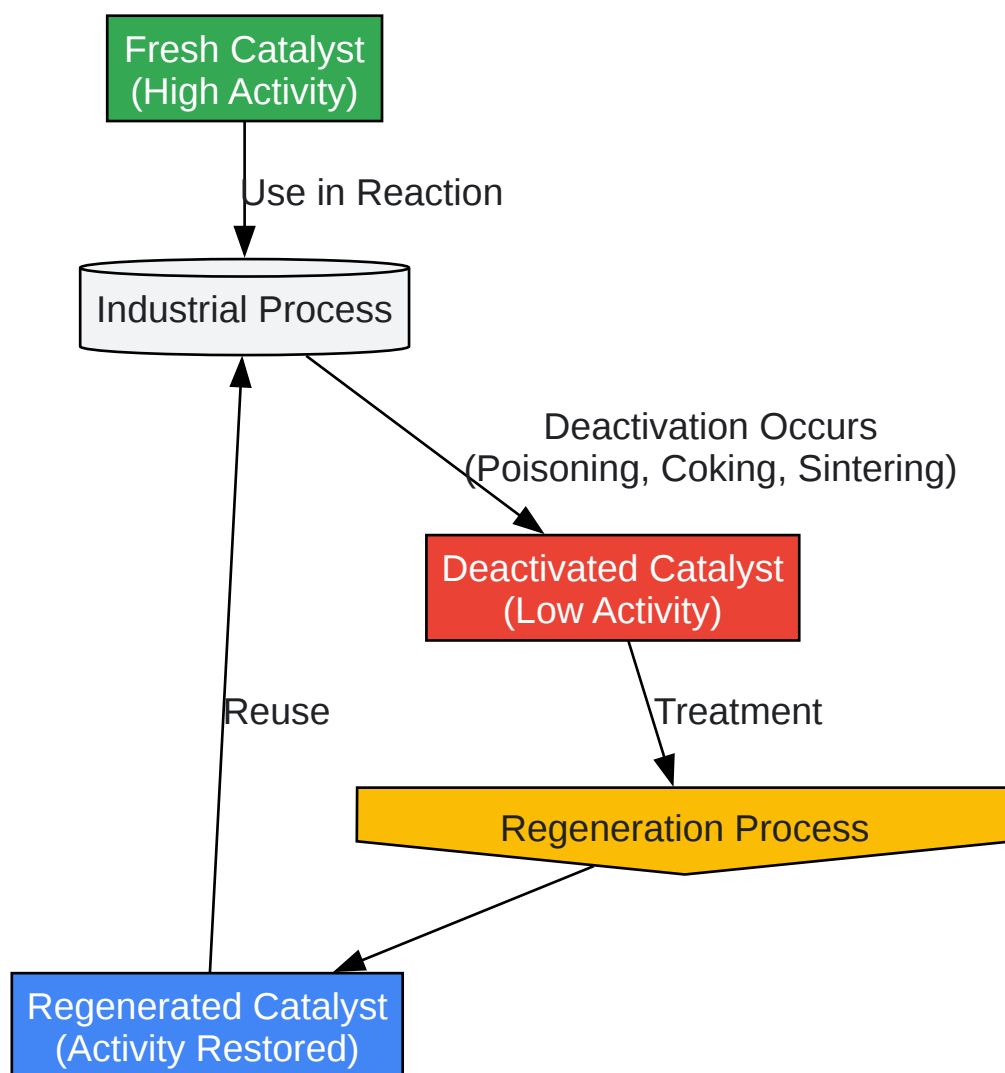 Fresh Catalyst
(High Activity)
Use in Reaction
Industrial Process
Deactivation Occurs
(Poisoning, Coking, Sintering)
Deactivated Catalyst
(Low Activity)
Reuse
Treatment
Regeneration Process
Regenerated Catalyst
(Activity Restored)